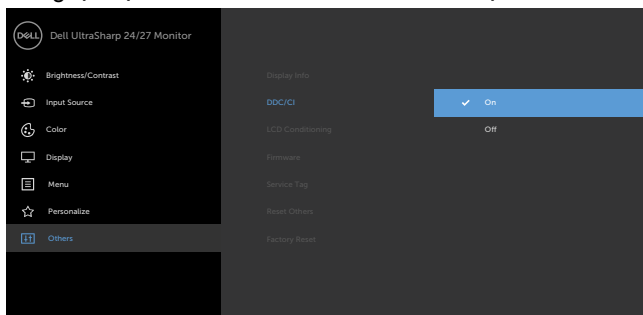 DELL
Dell UltraSharp 24/27 Monitor
Brightness/Contrast
Input Source
Color
Display
Menu
Personalize
Others
Display Info
DDC/CI
LCD Conditioning
Firmware
Service Tag
Reset Others
Factory Reset
On
Off